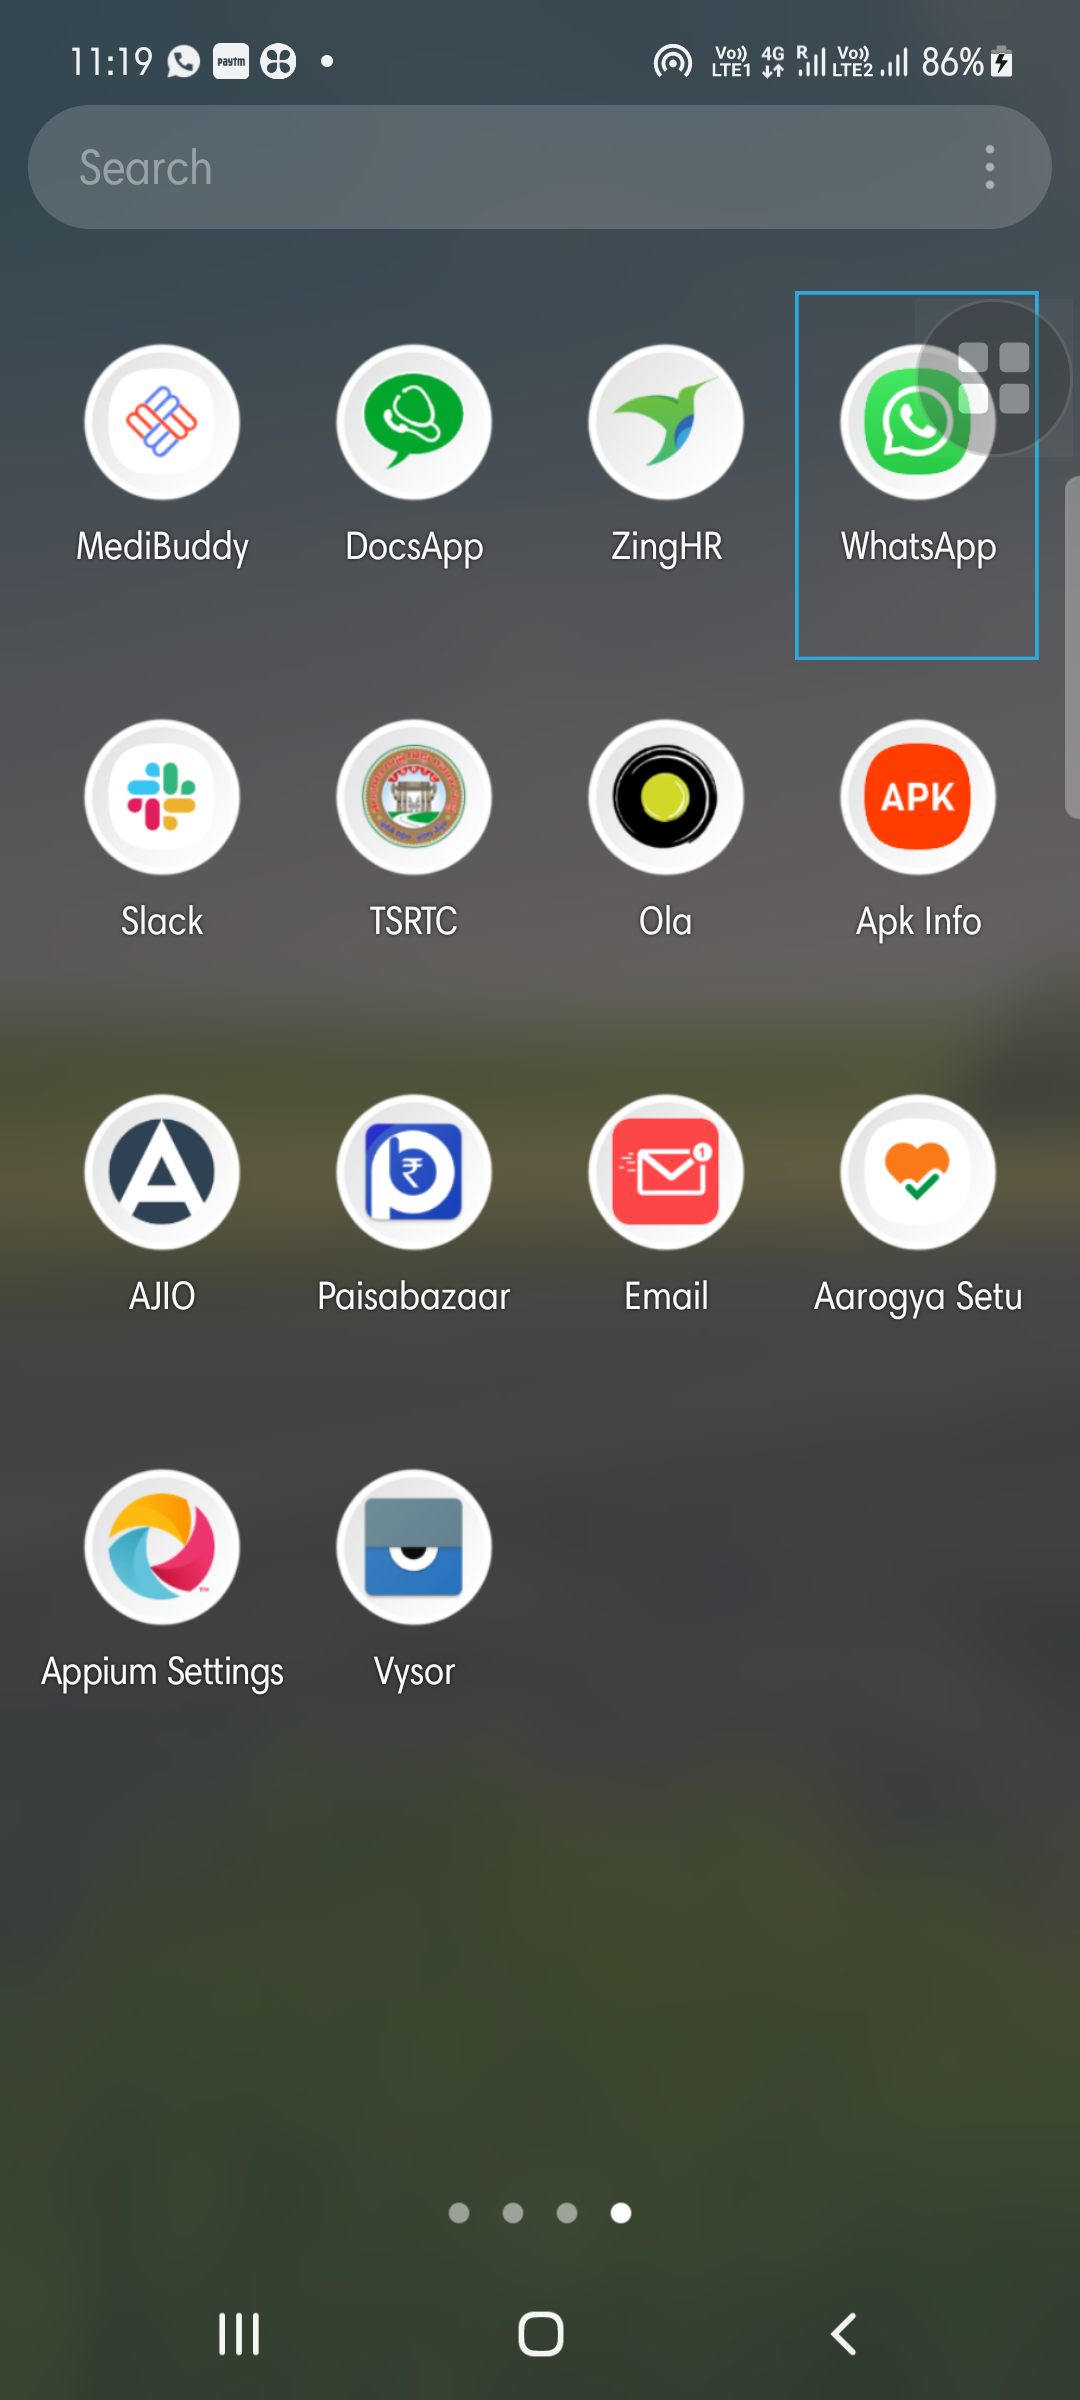 11:19 paytm Vo)) LTE1 4G R Vo)) LTE2 86%
Search
MediBuddy DocsApp ZingHR WhatsApp
APK
Slack TSRTC Ola Apk Info
₹ 1
AJIO Paisabazaar Email Aarogya Setu
Appium Settings Vysor